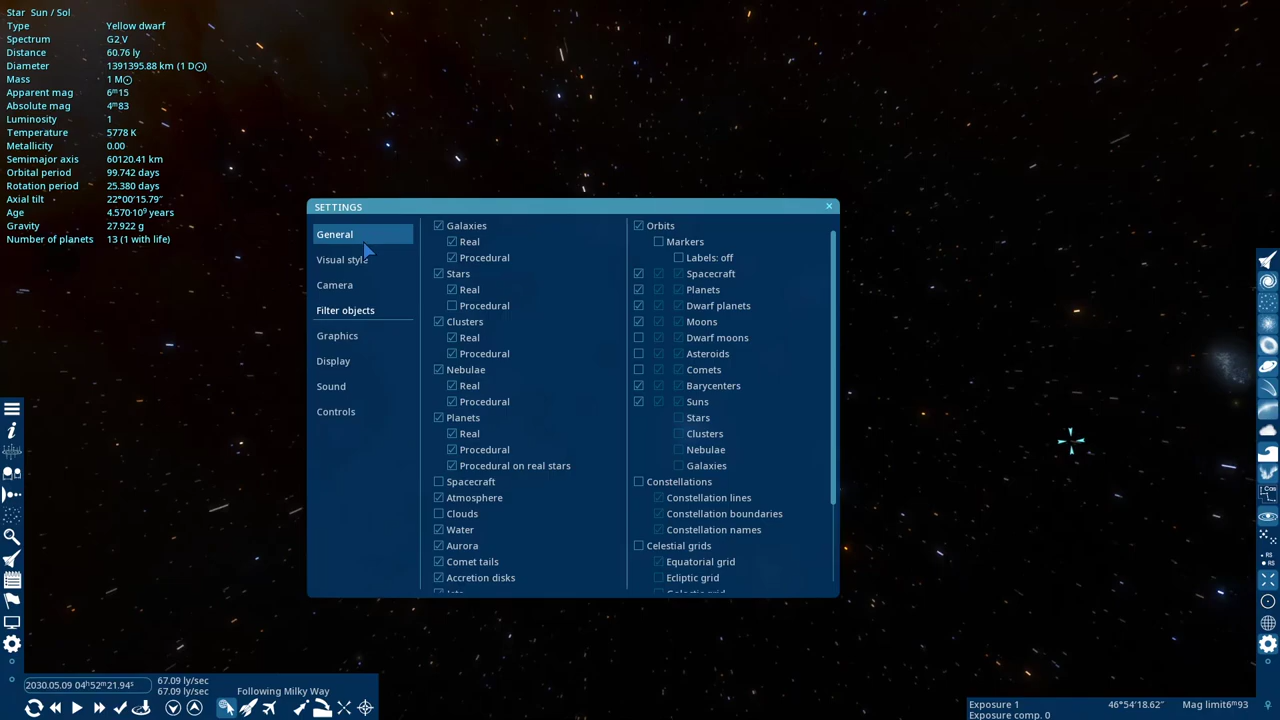 Star Sun / Sol
Type Yellow dwarf
Spectrum G2 V
Distance 60.76 ly
Diameter 1391395.88 km (1 D☉)
Mass 1 M☉
Apparent mag 6ᵐ15
Absolute mag 4ᵐ83
Luminosity 1
Temperature 5778 K
Metallicity 0.00
Semimajor axis 60120.41 km
Orbital period 99.742 days
Rotation period 25.380 days
Axial tilt 22°00'15.79"
Age 4.570·10⁹ years
Gravity 27.922 g
Number of planets 13 (1 with life)
SETTINGS
General
Visual style
Camera
Filter objects
Graphics
Display
Sound
Controls
Galaxies
Real
Procedural
Stars
Real
Procedural
Clusters
Real
Procedural
Nebulae
Real
Procedural
Planets
Real
Procedural
Procedural on real stars
Spacecraft
Atmosphere
Clouds
Water
Aurora
Comet tails
Accretion disks
Orbits
Markers
Labels: off
Spacecraft
Planets
Dwarf planets
Moons
Dwarf moons
Asteroids
Comets
Barycenters
Suns
Stars
Clusters
Nebulae
Galaxies
Constellations
Constellation lines
Constellation boundaries
Constellation names
Celestial grids
Equatorial grid
Ecliptic grid
RS
RS
2030.05.09 04ʰ52ᵐ21.94ˢ
67.09 ly/sec
67.09 ly/sec
Following Milky Way
Exposure 1 46°54'18.62" Mag limit6ᵐ93
Exposure comp. 0